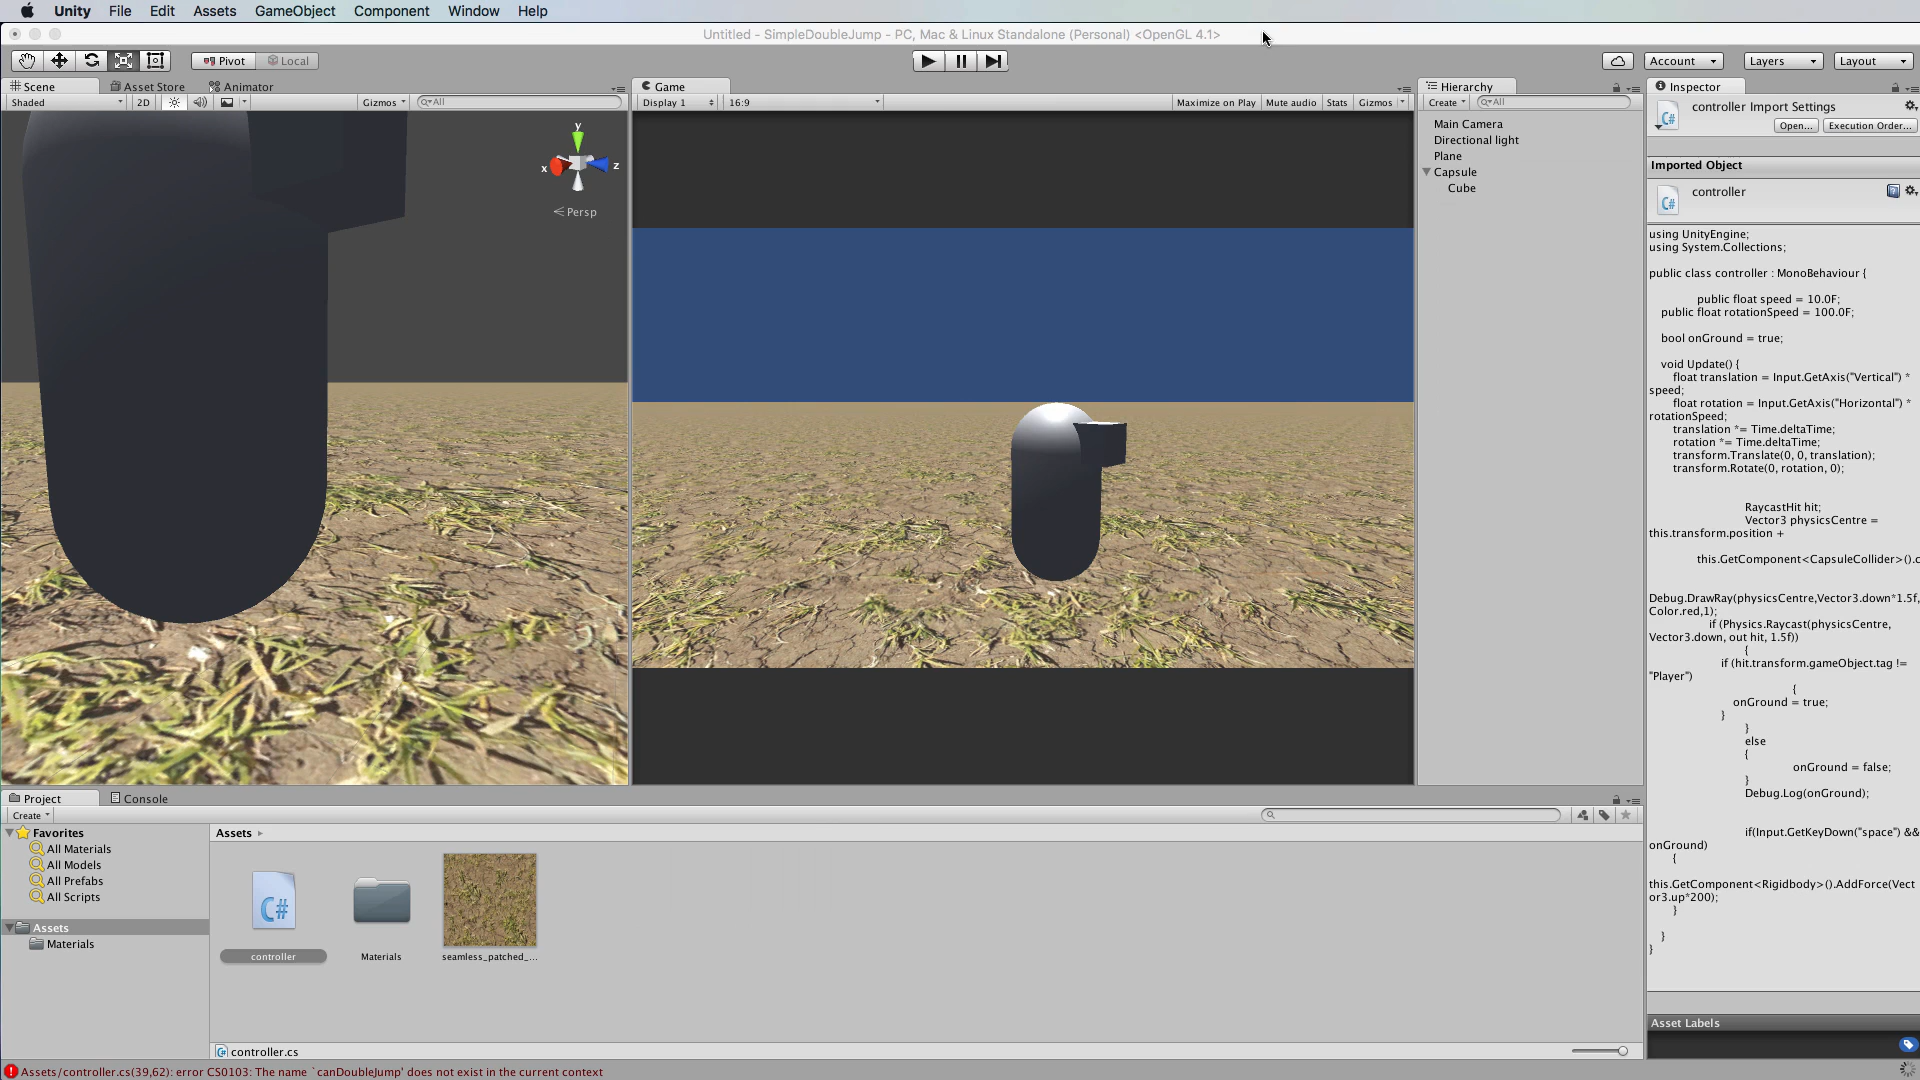 Unity File Edit Assets GameObject Component Window Help
Untitled - SimpleDoubleJump - PC, Mac & Linux Standalone (Personal) <OpenGL 4.1>
Pivot Local
Account Layers Layout
Scene Asset Store Animator
Shaded 2D Gizmos All
y
x z
Persp
Game
Display 1 16:9 Maximize on Play Mute audio Stats Gizmos
Hierarchy
Create All
Main Camera
Directional light
Plane
Capsule
Cube
Inspector
controller Import Settings
C#
Open... Execution Order...
Imported Object
controller
C#
using UnityEngine;
using System.Collections;
public class controller : MonoBehaviour {
public float speed = 10.0F;
public float rotationSpeed = 100.0F;
bool onGround = true;
void Update() {
float translation = Input.GetAxis("Vertical") *
speed;
float rotation = Input.GetAxis("Horizontal") *
rotationSpeed;
translation *= Time.deltaTime;
rotation *= Time.deltaTime;
transform.Translate(0, 0, translation);
transform.Rotate(0, rotation, 0);
RaycastHit hit;
Vector3 physicsCentre =
this.transform.position +
this.GetComponent<CapsuleCollider>().c
Debug.DrawRay(physicsCentre,Vector3.down*1.5f,
Color.red,1);
if (Physics.Raycast(physicsCentre,
Vector3.down, out hit, 1.5f))
{
if (hit.transform.gameObject.tag !=
"Player")
{
onGround = true;
}
}
else
{
onGround = false;
}
Debug.Log(onGround);
if(Input.GetKeyDown("space") &&
onGround)
{
this.GetComponent<Rigidbody>().AddForce(Vect
or3.up*200);
}
}
}
Asset Labels
Project Console
Create
Favorites
All Materials
All Models
All Prefabs
All Scripts
Assets
Materials
Assets
C#
controller Materials seamless_patched_...
controller.cs
Assets/controller.cs(39,62): error CS0103: The name `canDoubleJump' does not exist in the current context